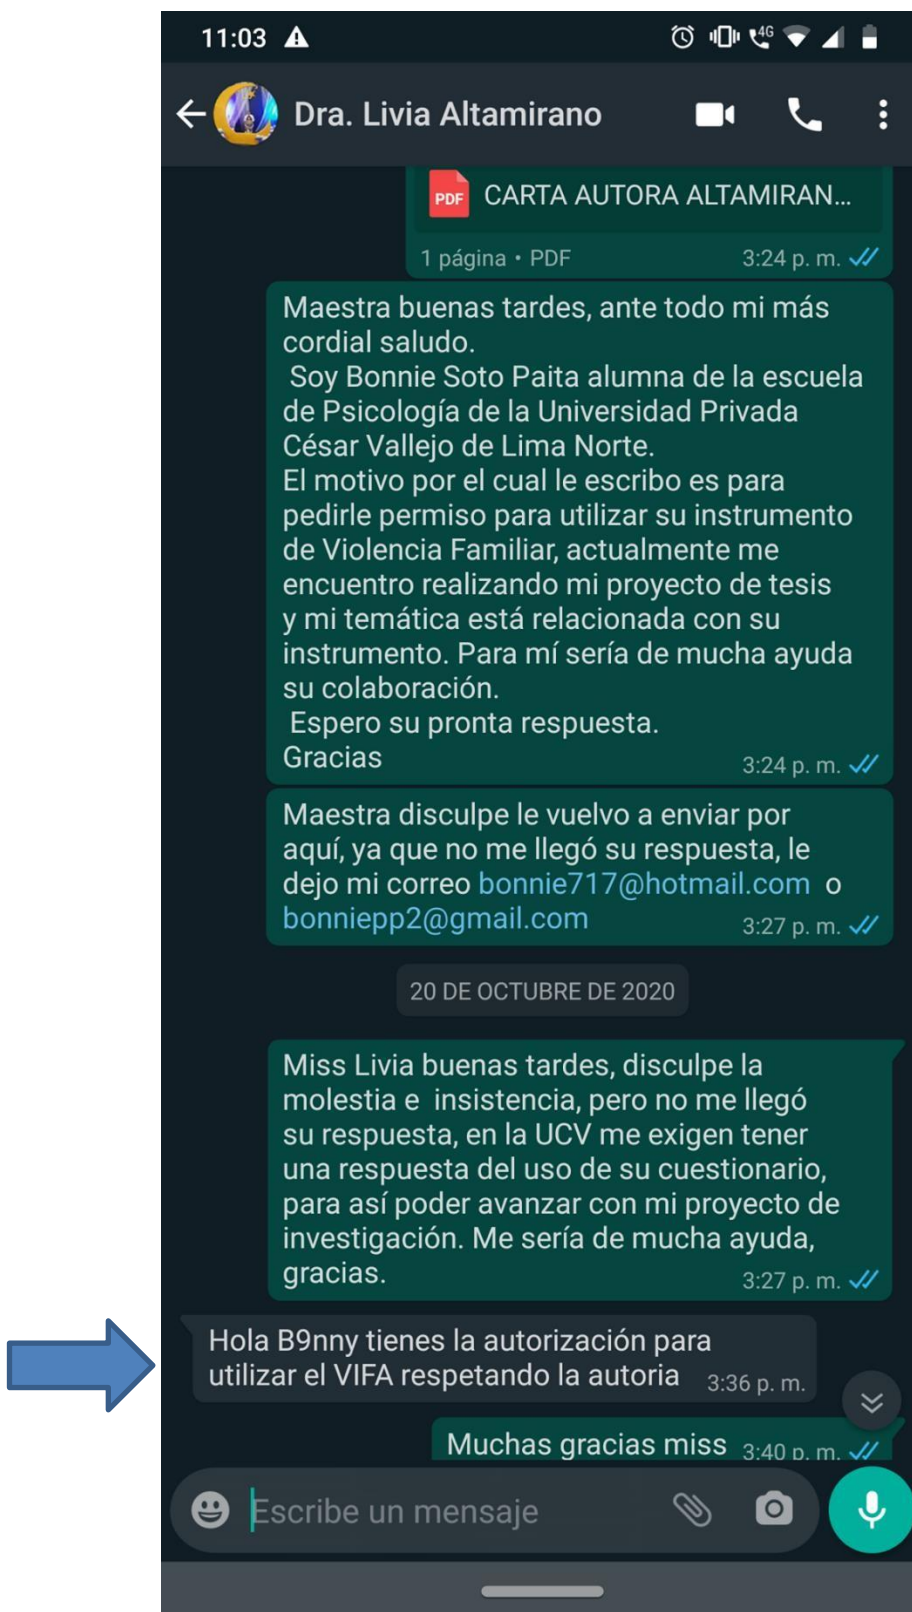 11:03
4G
Dra. Livia Altamirano
PDF
CARTA AUTORA ALTAMIRAN...
1 página • PDF 3:24 p. m.
Maestra buenas tardes, ante todo mi más
cordial saludo.
Soy Bonnie Soto Paita alumna de la escuela
de Psicología de la Universidad Privada
César Vallejo de Lima Norte.
El motivo por el cual le escribo es para
pedirle permiso para utilizar su instrumento
de Violencia Familiar, actualmente me
encuentro realizando mi proyecto de tesis
y mi temática está relacionada con su
instrumento. Para mí sería de mucha ayuda
su colaboración.
Espero su pronta respuesta.
Gracias 3:24 p. m.
Maestra disculpe le vuelvo a enviar por
aquí, ya que no me llegó su respuesta, le
dejo mi correo bonnie717@hotmail.com o
bonniepp2@gmail.com 3:27 p. m.
20 DE OCTUBRE DE 2020
Miss Livia buenas tardes, disculpe la
molestia e insistencia, pero no me llegó
su respuesta, en la UCV me exigen tener
una respuesta del uso de su cuestionario,
para así poder avanzar con mi proyecto de
investigación. Me sería de mucha ayuda,
gracias. 3:27 p. m.
Hola B9nny tienes la autorización para
utilizar el VIFA respetando la autoria 3:36 p. m.
Muchas gracias miss 3:40 p. m.
Escribe un mensaje